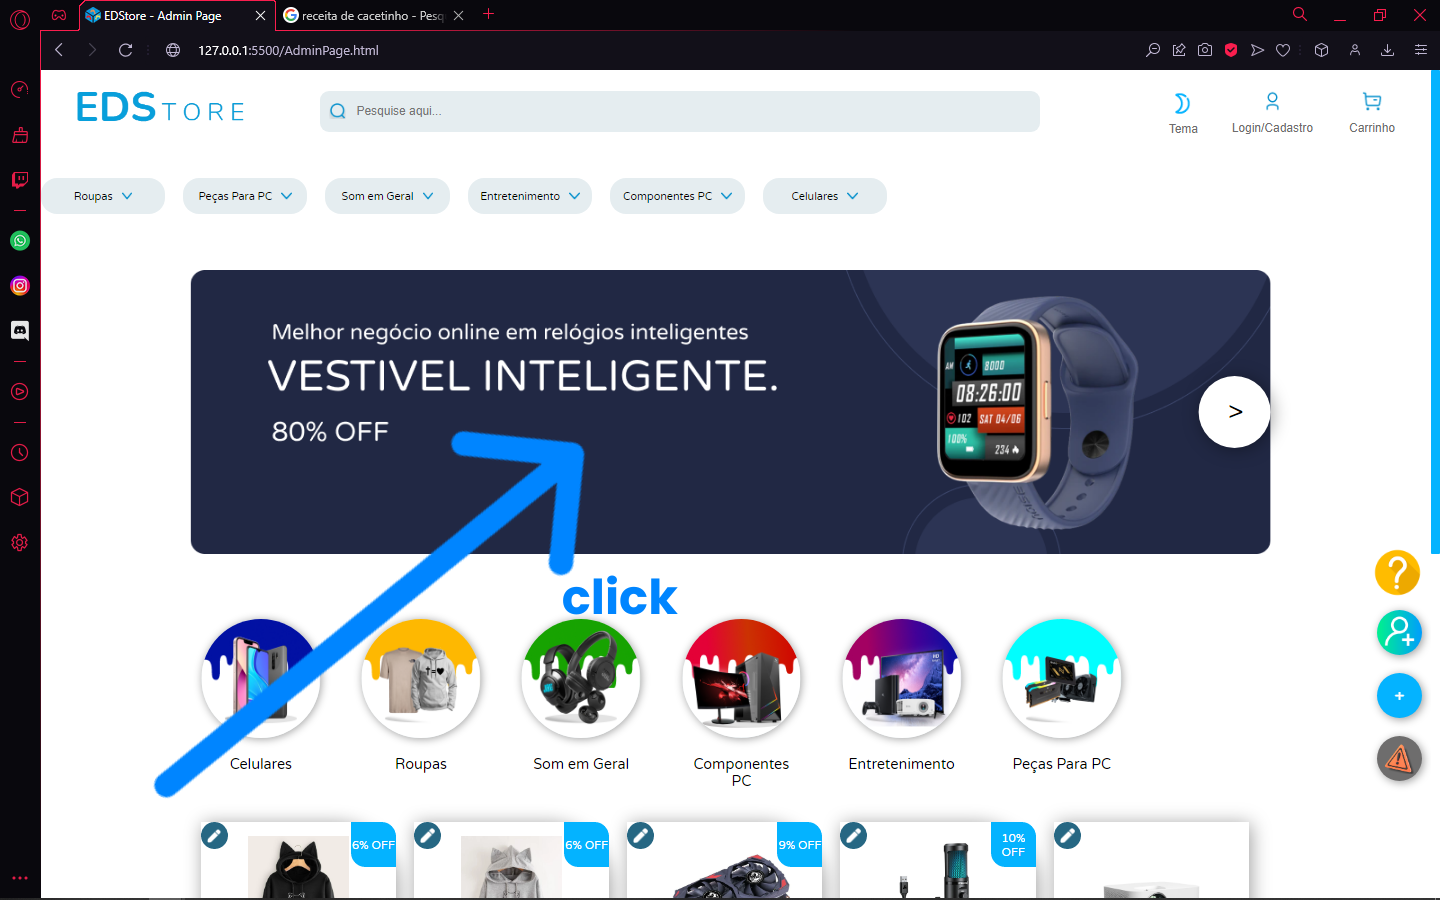 EDStore - Admin Page
receita de cacetinho - Pesq
127.0.0.1:5500/AdminPage.html
EDSTORE
Pesquise aqui...
Tema
Login/Cadastro
Carrinho
Roupas
Peças Para PC
Som em Geral
Entretenimento
Componentes PC
Celulares
Melhor negócio online em relógios inteligentes
VESTIVEL INTELIGENTE.
80% OFF
AM
8000
08:26:00
102
SAT 04/06
100%
234
>
click
Celulares
Roupas
Som em Geral
Componentes
PC
Entretenimento
Peças Para PC
?
+
6% OFF
6% OFF
9% OFF
10%
OFF